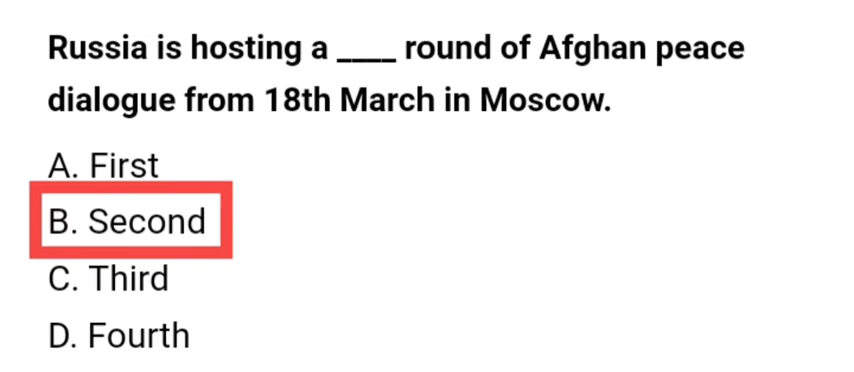 Russia is hosting a ____ round of Afghan peace
dialogue from 18th March in Moscow.
A. First
B. Second
C. Third
D. Fourth